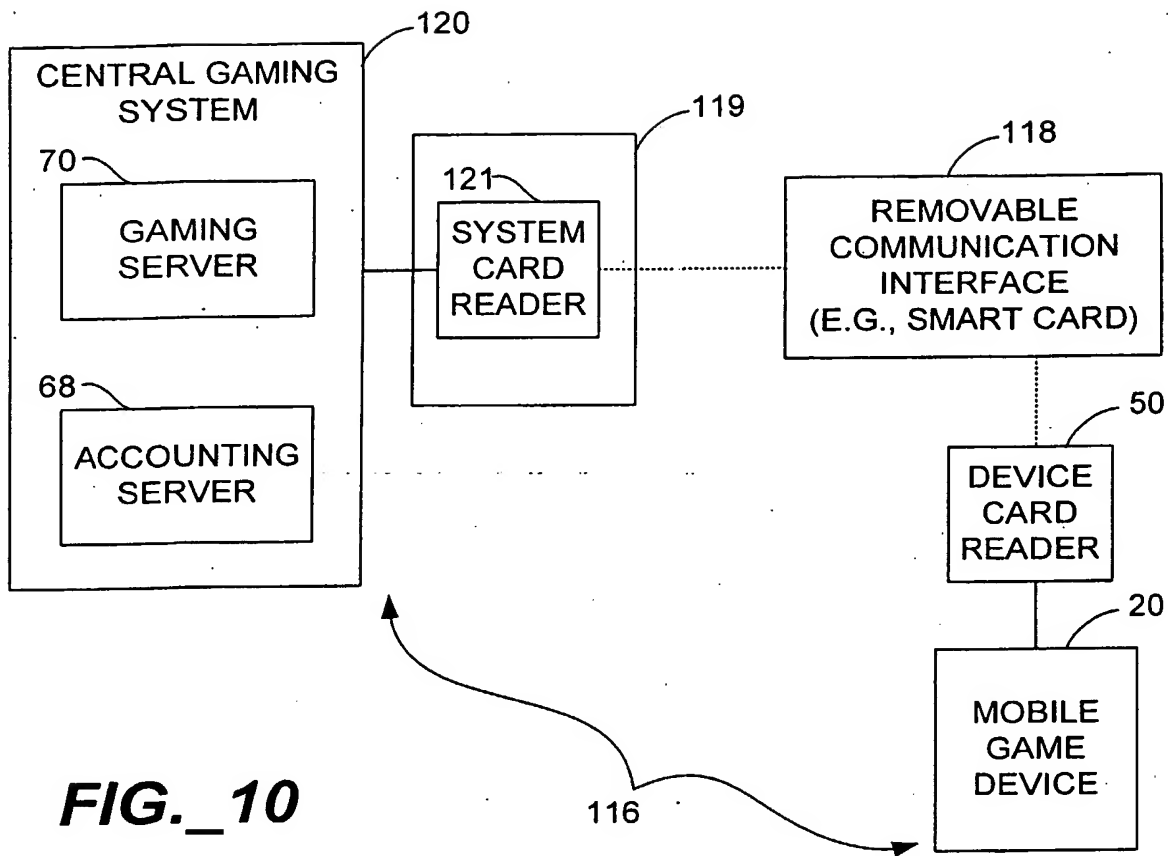 120
CENTRAL GAMING
SYSTEM
70
GAMING
SERVER
68
ACCOUNTING
SERVER
119
121
SYSTEM
CARD
READER
118
REMOVABLE
COMMUNICATION
INTERFACE
(E.G., SMART CARD)
50
DEVICE
CARD
READER
20
MOBILE
GAME
DEVICE
116
FIG._10